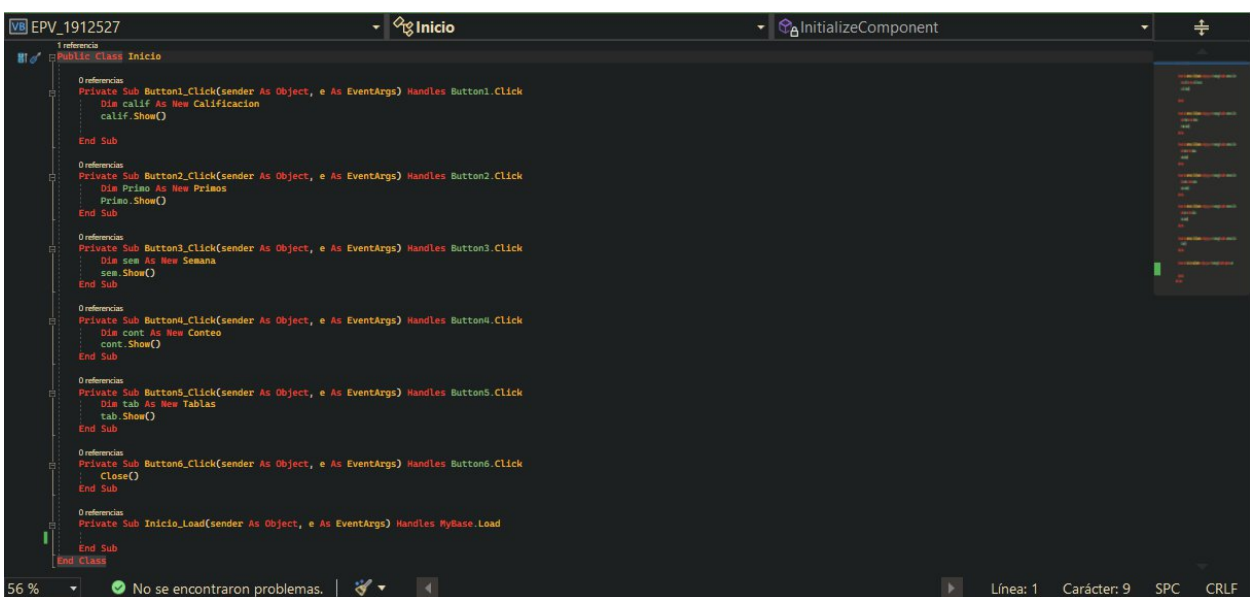 VB EPV_1912527 Inicio InitializeComponent
1 referencia
Public Class Inicio
0 referencias
Private Sub Button1_Click(sender As Object, e As EventArgs) Handles Button1.Click
Dim calif As New Calificacion
calif.Show()
End Sub
0 referencias
Private Sub Button2_Click(sender As Object, e As EventArgs) Handles Button2.Click
Dim Primo As New Primos
Primo.Show()
End Sub
0 referencias
Private Sub Button3_Click(sender As Object, e As EventArgs) Handles Button3.Click
Dim sem As New Semana
sem.Show()
End Sub
0 referencias
Private Sub Button4_Click(sender As Object, e As EventArgs) Handles Button4.Click
Dim cont As New Conteo
cont.Show()
End Sub
0 referencias
Private Sub Button5_Click(sender As Object, e As EventArgs) Handles Button5.Click
Dim tab As New Tablas
tab.Show()
End Sub
0 referencias
Private Sub Button6_Click(sender As Object, e As EventArgs) Handles Button6.Click
Close()
End Sub
0 referencias
Private Sub Inicio_Load(sender As Object, e As EventArgs) Handles MyBase.Load
End Sub
End Class
56 % No se encontraron problemas. Línea: 1 Carácter: 9 SPC CRLF